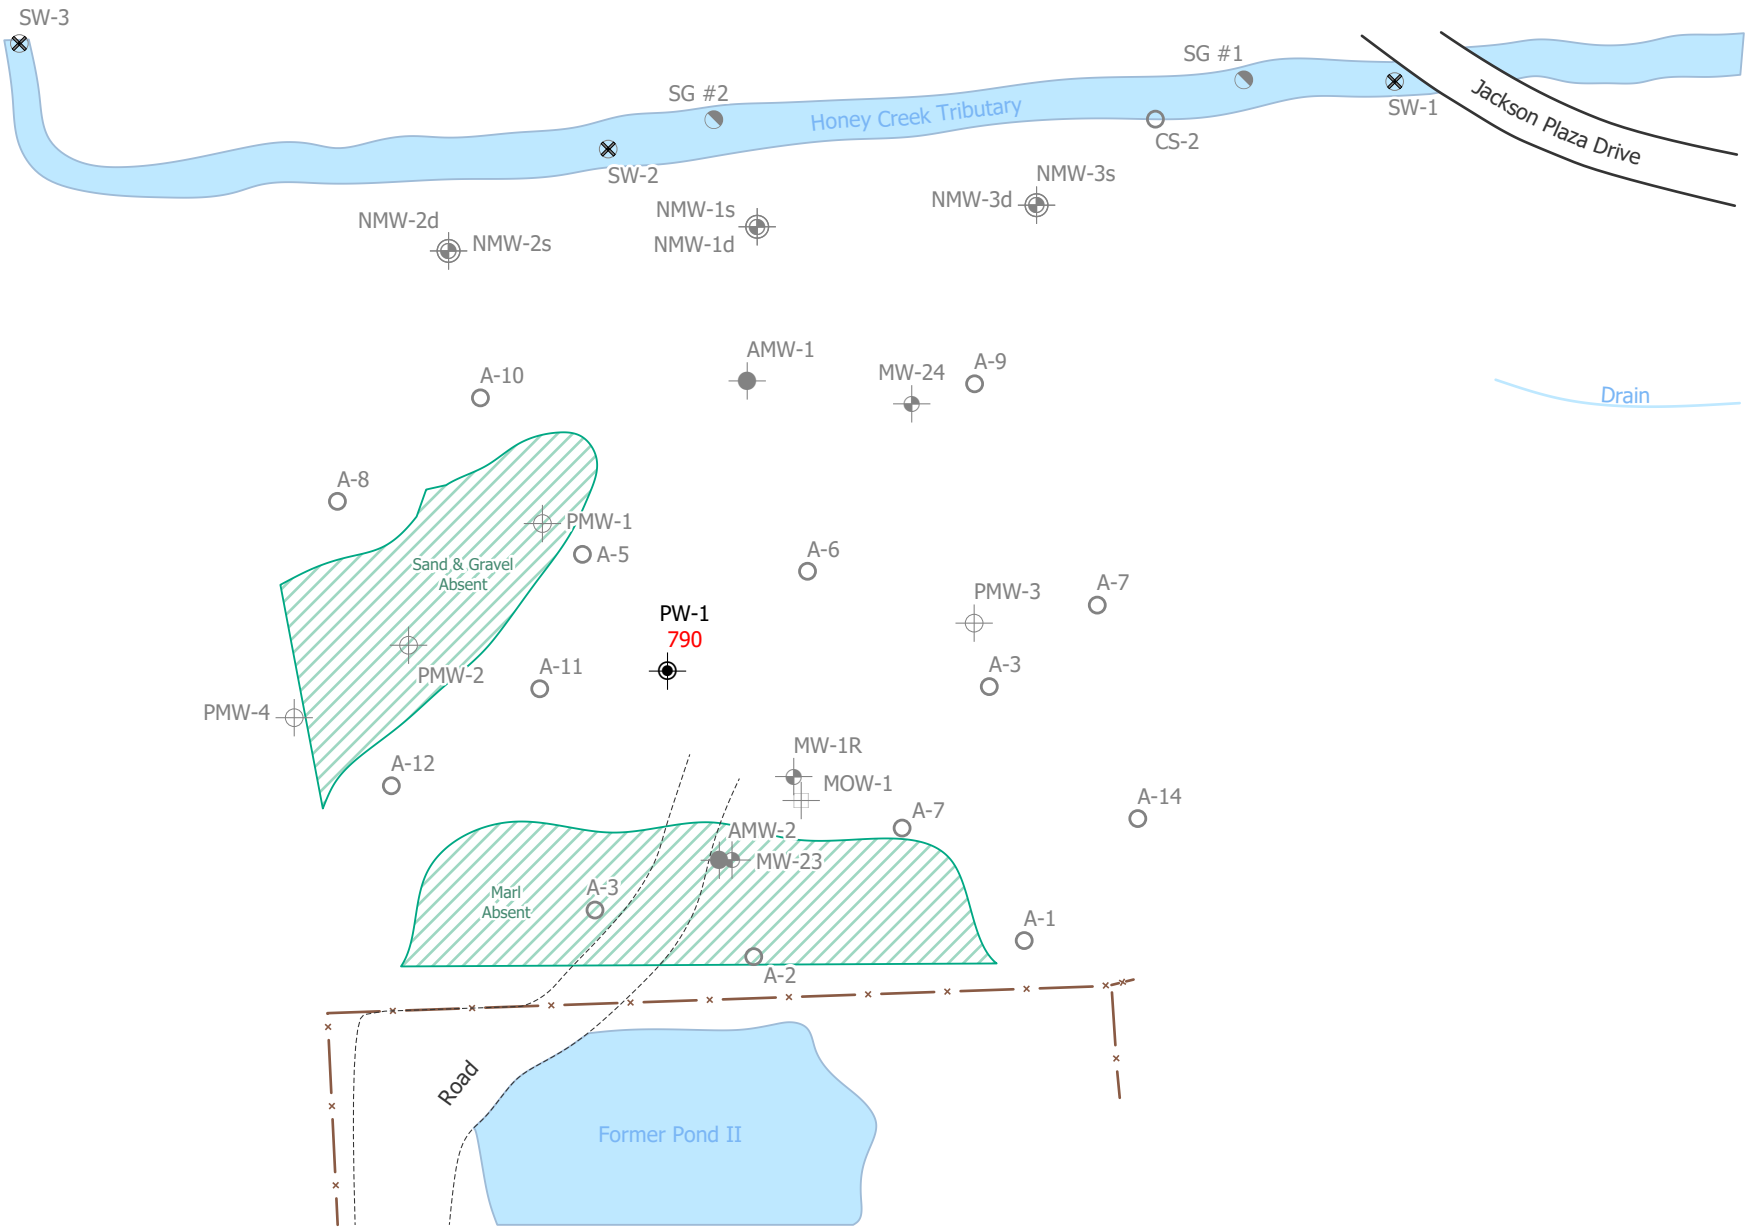 SW-3
SG #1
SG #2
Honey Creek Tributary
SW-1
Jackson Plaza Drive
CS-2
SW-2
NMW-3s
NMW-3d
NMW-1s
NMW-1d
NMW-2d
NMW-2s
AMW-1
A-9
MW-24
A-10
Drain
A-8
PMW-1
A-5
A-6
Sand & Gravel
Absent
A-7
PMW-3
PW-1
790
A-3
A-11
PMW-2
PMW-4
MW-1R
A-12
MOW-1
A-14
A-7
AMW-2
MW-23
A-3
Marl
Absent
A-1
A-2
Road
Former Pond II